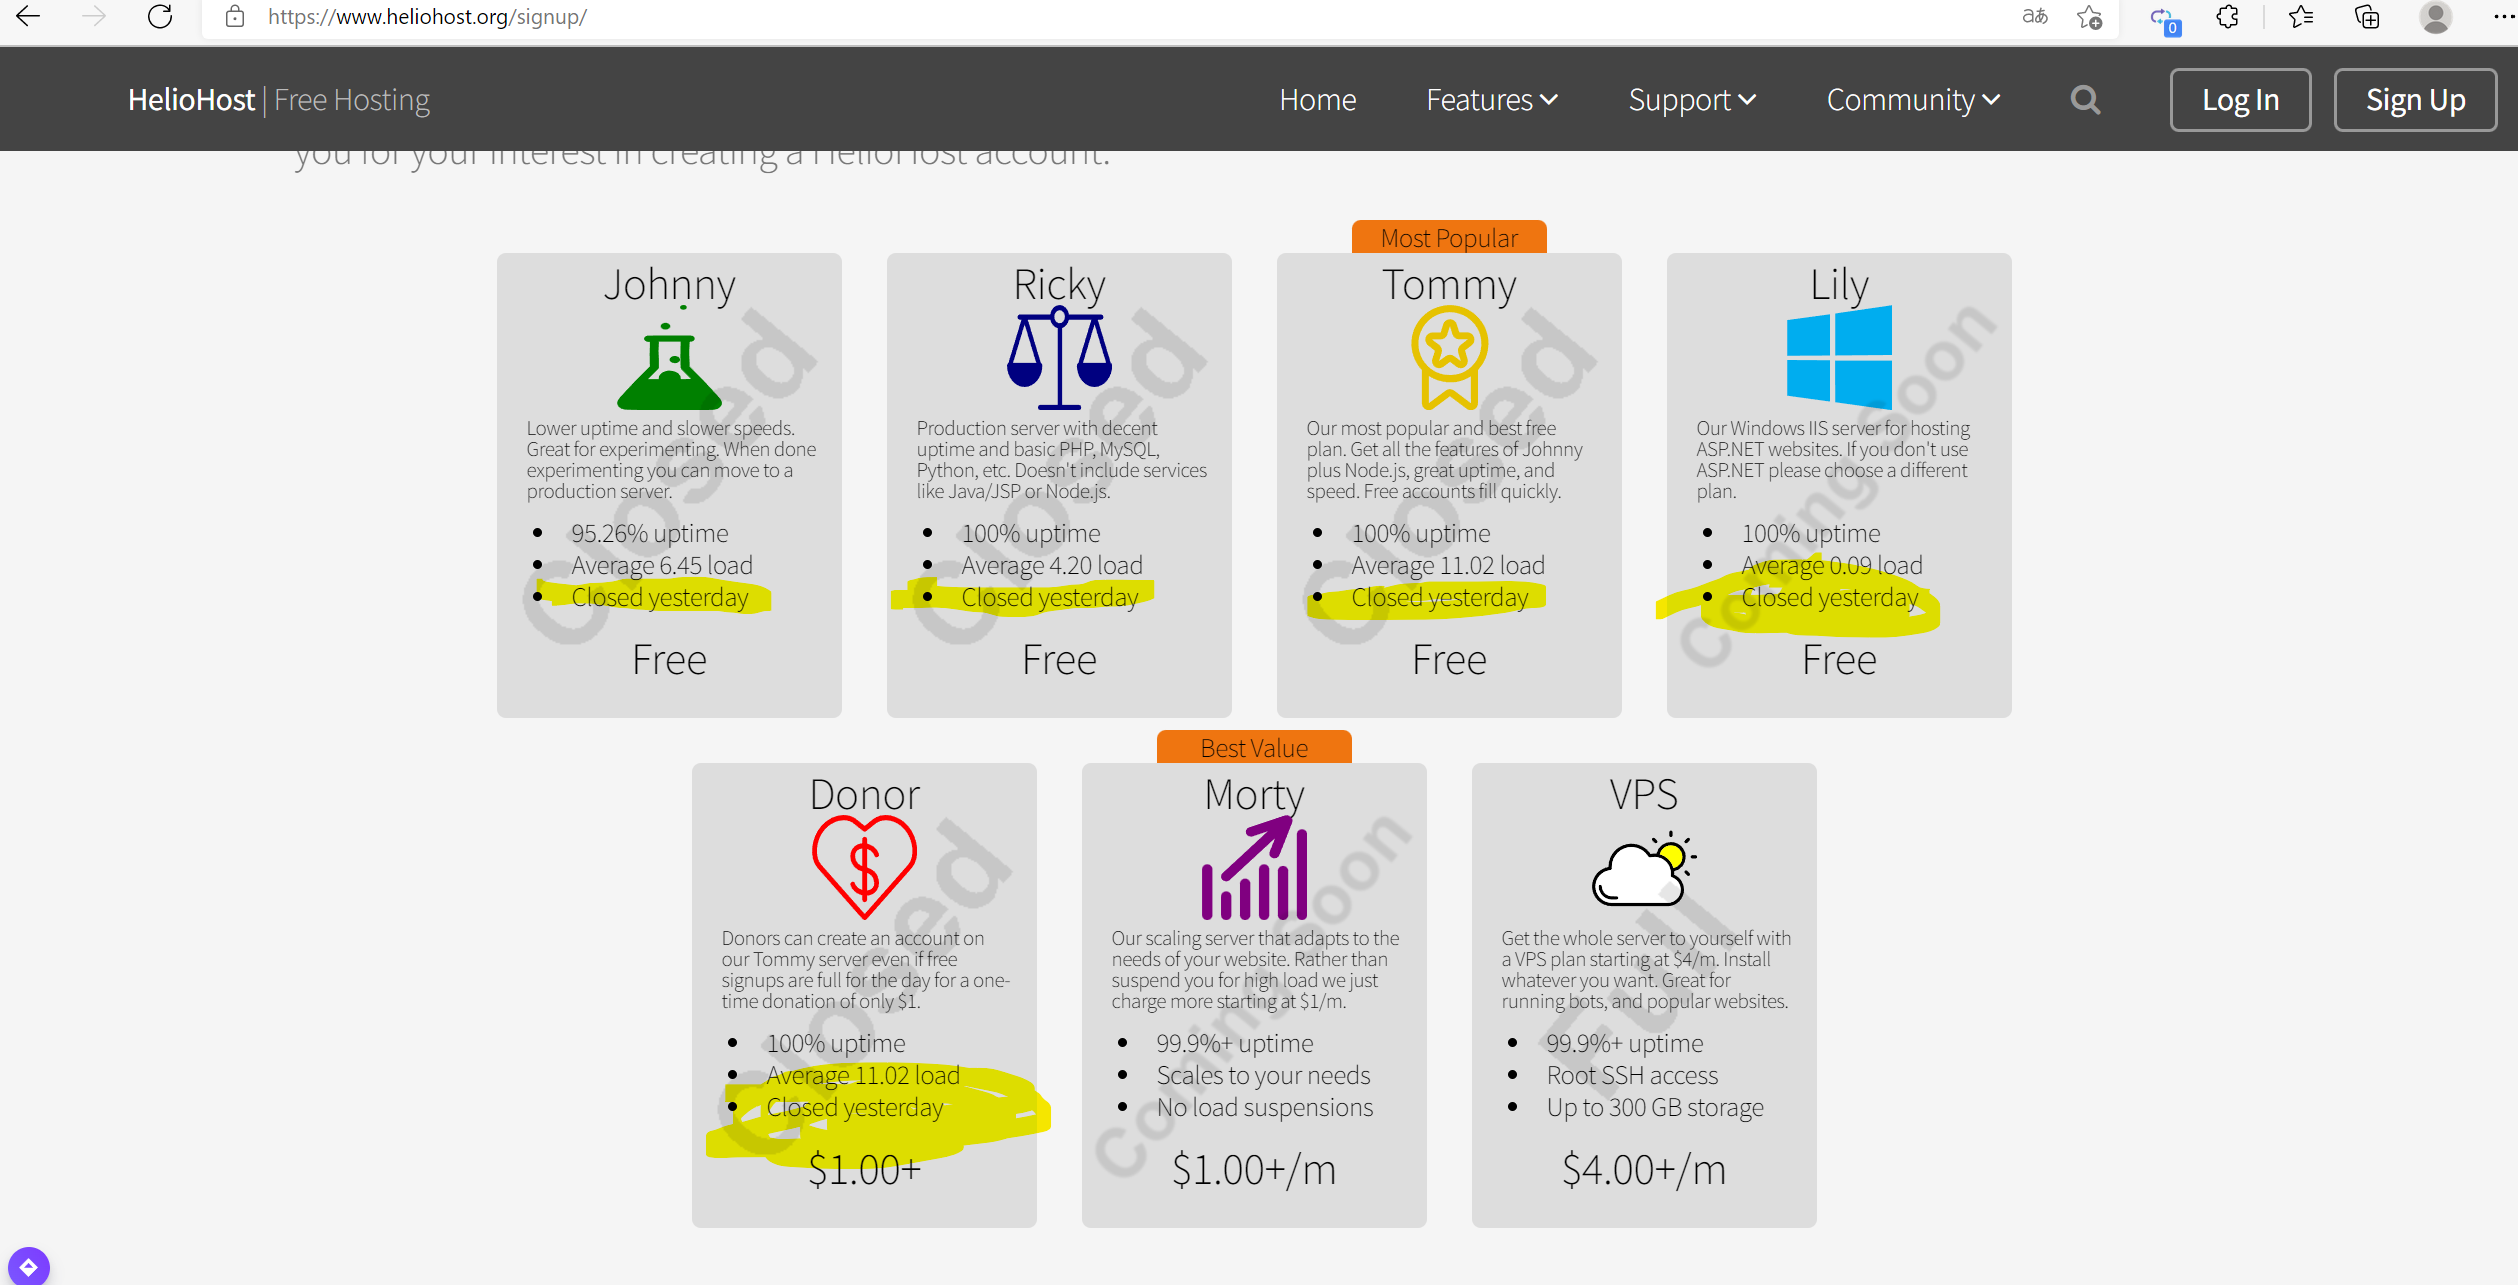 https://www.heliohost.org/signup/
aあ
0
HelioHost | Free Hosting
Home
Features
Support
Community
Log In
Sign Up
you for your interest in creating a HelioHost account.
Johnny
Closed
Lower uptime and slower speeds.
Great for experimenting. When done
experimenting you can move to a
production server.
95.26% uptime
Average 6.45 load
Closed yesterday
Free
Ricky
Closed
Production server with decent
uptime and basic PHP, MySQL,
Python, etc. Doesn't include services
like Java/JSP or Node.js.
100% uptime
Average 4.20 load
Closed yesterday
Free
Most Popular
Tommy
Closed
Our most popular and best free
plan. Get all the features of Johnny
plus Node.js, great uptime, and
speed. Free accounts fill quickly.
100% uptime
Average 11.02 load
Closed yesterday
Free
Lily
Coming Soon
Our Windows IIS server for hosting
ASP.NET websites. If you don't use
ASP.NET please choose a different
plan.
100% uptime
Average 0.09 load
Closed yesterday
Free
Donor
Closed
$
Donors can create an account on
our Tommy server even if free
signups are full for the day for a one-
time donation of only $1.
100% uptime
Average 11.02 load
Closed yesterday
$1.00+
Best Value
Morty
Coming Soon
Our scaling server that adapts to the
needs of your website. Rather than
suspend you for high load we just
charge more starting at $1/m.
99.9%+ uptime
Scales to your needs
No load suspensions
$1.00+/m
VPS
Full
Get the whole server to yourself with
a VPS plan starting at $4/m. Install
whatever you want. Great for
running bots, and popular websites.
99.9%+ uptime
Root SSH access
Up to 300 GB storage
$4.00+/m